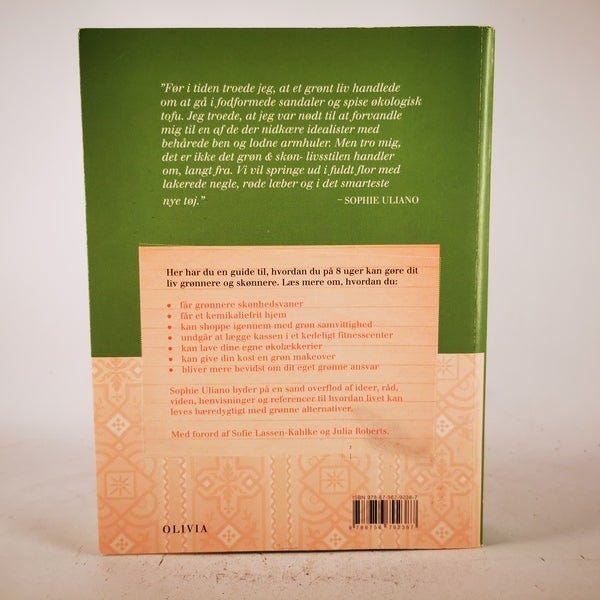 "Før i tiden troede jeg, at et grønt liv handlede
om at gå i fodformede sandaler og spise økologisk
tofu. Jeg troede, at jeg var nødt til at forvandle
mig til en af de der nidkære idealister med
behårede ben og lodne armhuler. Men tro mig,
det er ikke det grøn & skøn- livsstilen handler
om, langt fra. Vi vil springe ud i fuldt flor med
lakerede negle, røde læber og i det smarteste
nye tøj."
– SOPHIE ULIANO
Her har du en guide til, hvordan du på 8 uger kan gøre dit
liv grønnere og skønnere. Læs mere om, hvordan du:
• får grønnere skønhedsvaner
• får et kemikaliefrit hjem
• kan shoppe igennem med grøn samvittighed
• undgår at lægge kassen i et kedeligt fitnesscenter
• kan lave dine egne økolækkerier
• kan give din kost en grøn makeover
• bliver mere bevidst om dit eget grønne ansvar
Sophie Uliano byder på en sand overflod af ideer, råd,
viden, henvisninger og referencer til hvordan livet kan
leves bæredygtigt med grønne alternativer.
Med forord af Sofie Lassen-Kahlke og Julia Roberts.
OLIVIA